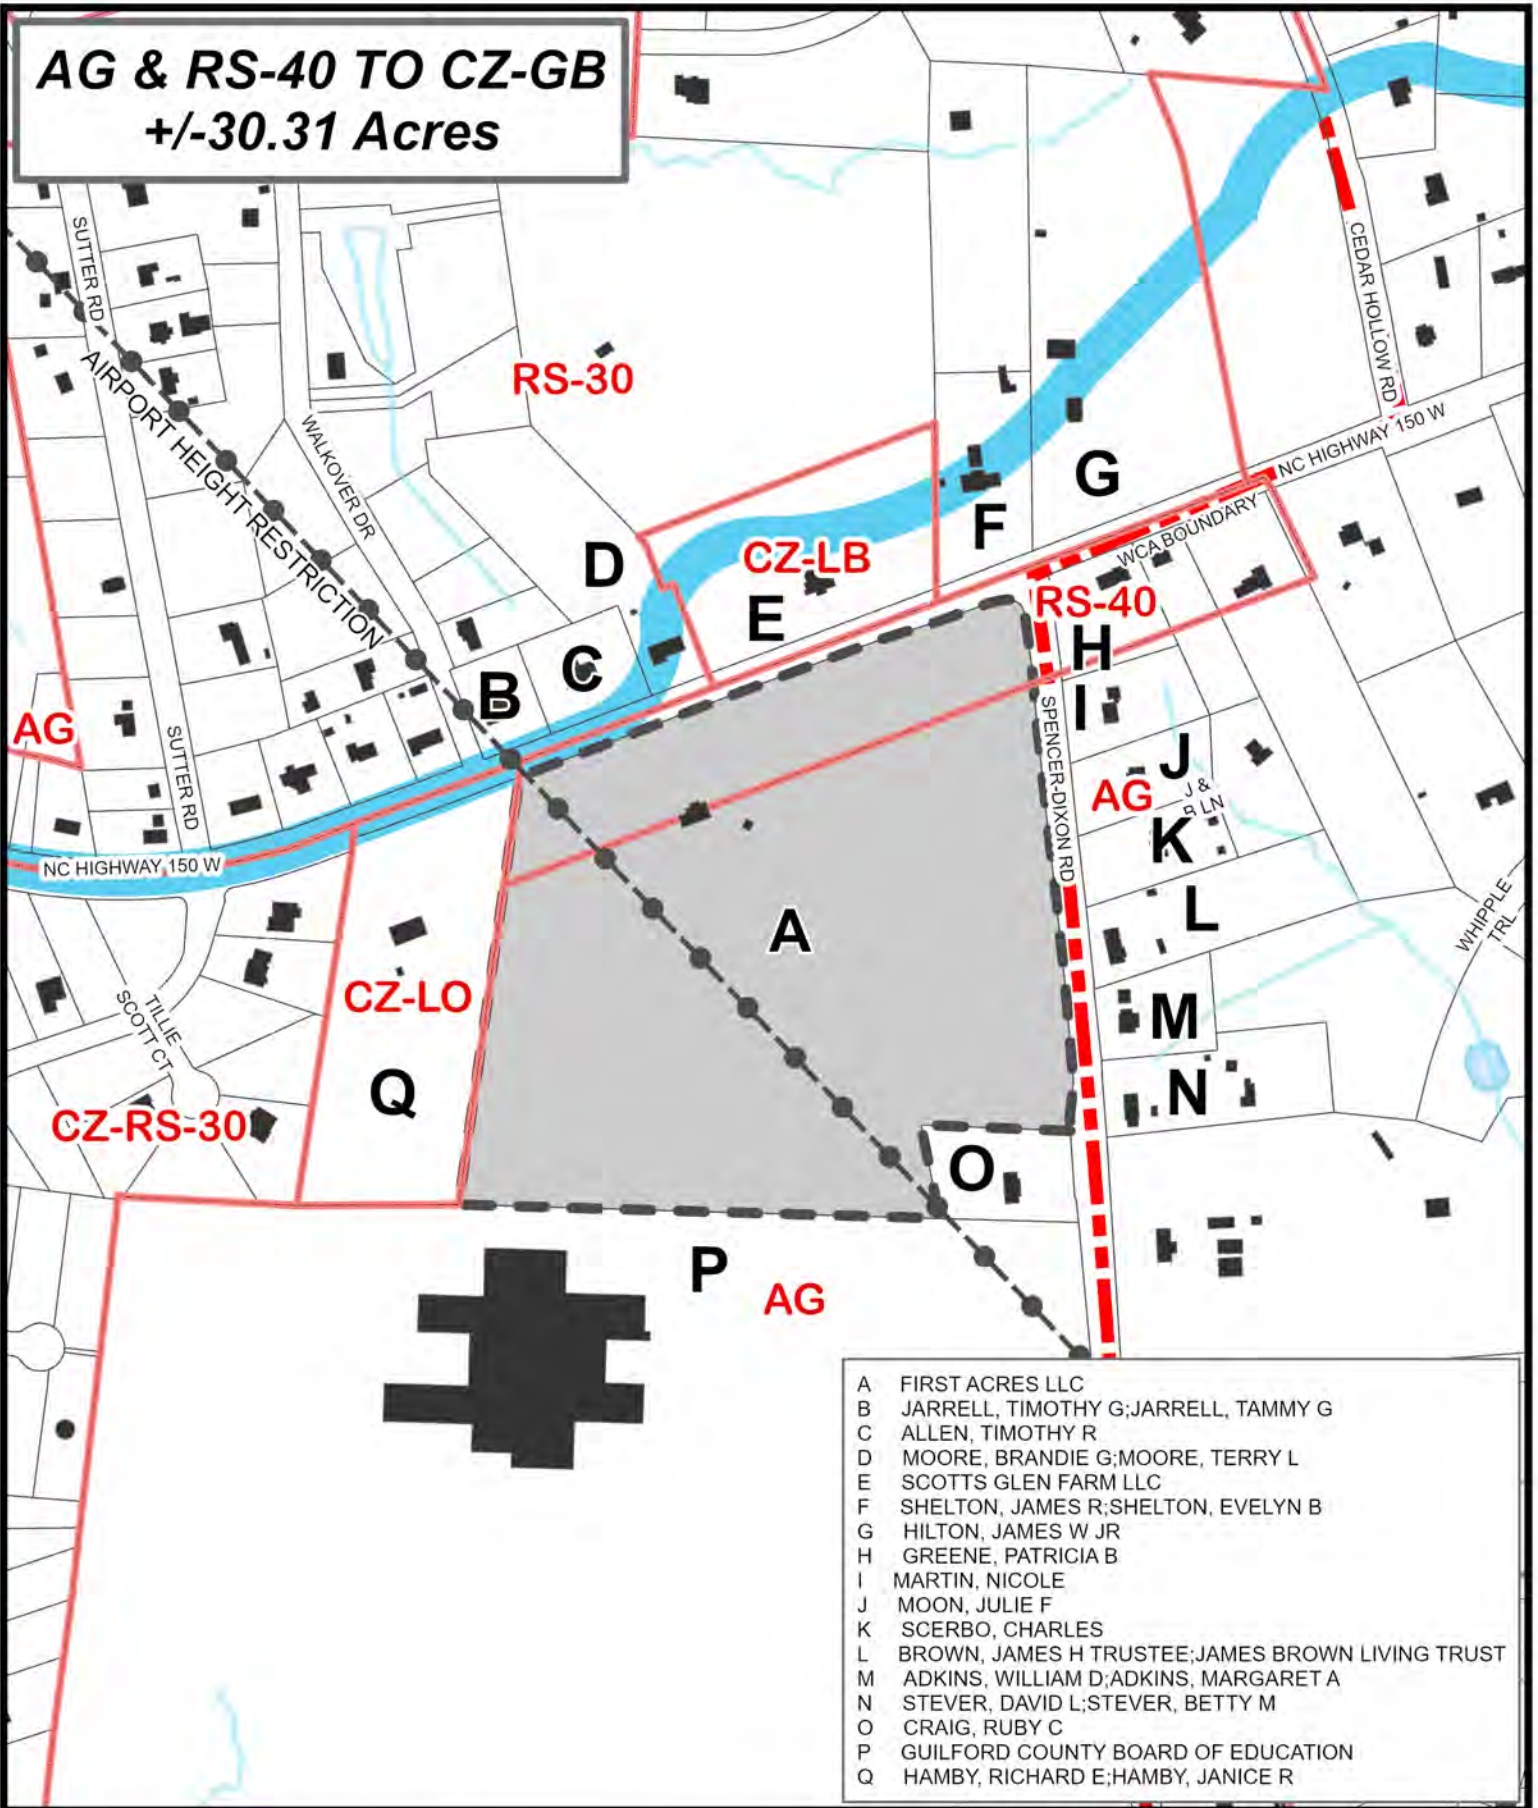 AG & RS-40 TO CZ-GB
+/-30.31 Acres
SUTTER RD
CEDAR HOLLOW RD
AIRPORT HEIGHT RESTRICTION
RS-30
WALKOVER DR
NC HIGHWAY 150 W
G
WCA BOUNDARY
F
D
CZ-LB
E
RS-40
H
C
B
I
AG
SUTTER RD
SPENCER-DIXON RD
J
J &
B LN
AG
K
NC HIGHWAY 150 W
L
WHIPPLE
TRL
A
CZ-LO
TILLIE
SCOTT CT
M
Q
N
CZ-RS-30
O
P
AG
A FIRST ACRES LLC
B JARRELL, TIMOTHY G;JARRELL, TAMMY G
C ALLEN, TIMOTHY R
D MOORE, BRANDIE G;MOORE, TERRY L
E SCOTTS GLEN FARM LLC
F SHELTON, JAMES R;SHELTON, EVELYN B
G HILTON, JAMES W JR
H GREENE, PATRICIA B
I MARTIN, NICOLE
J MOON, JULIE F
K SCERBO, CHARLES
L BROWN, JAMES H TRUSTEE;JAMES BROWN LIVING TRUST
M ADKINS, WILLIAM D;ADKINS, MARGARET A
N STEVER, DAVID L;STEVER, BETTY M
O CRAIG, RUBY C
P GUILFORD COUNTY BOARD OF EDUCATION
Q HAMBY, RICHARD E;HAMBY, JANICE R